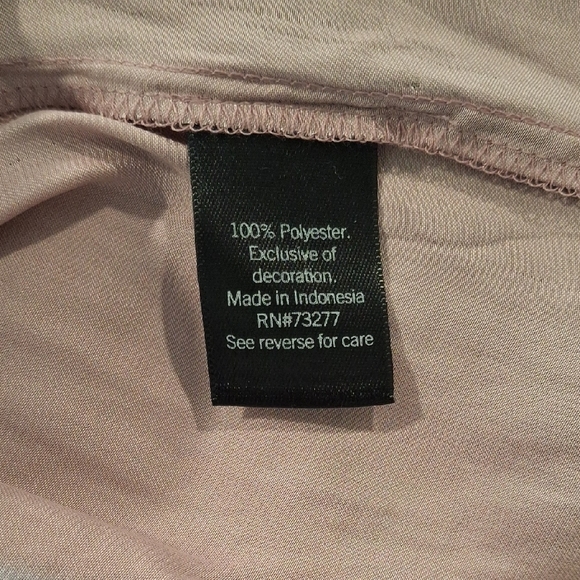 100% Polyester.
Exclusive of
decoration.
Made in Indonesia
RN#73277
See reverse for care